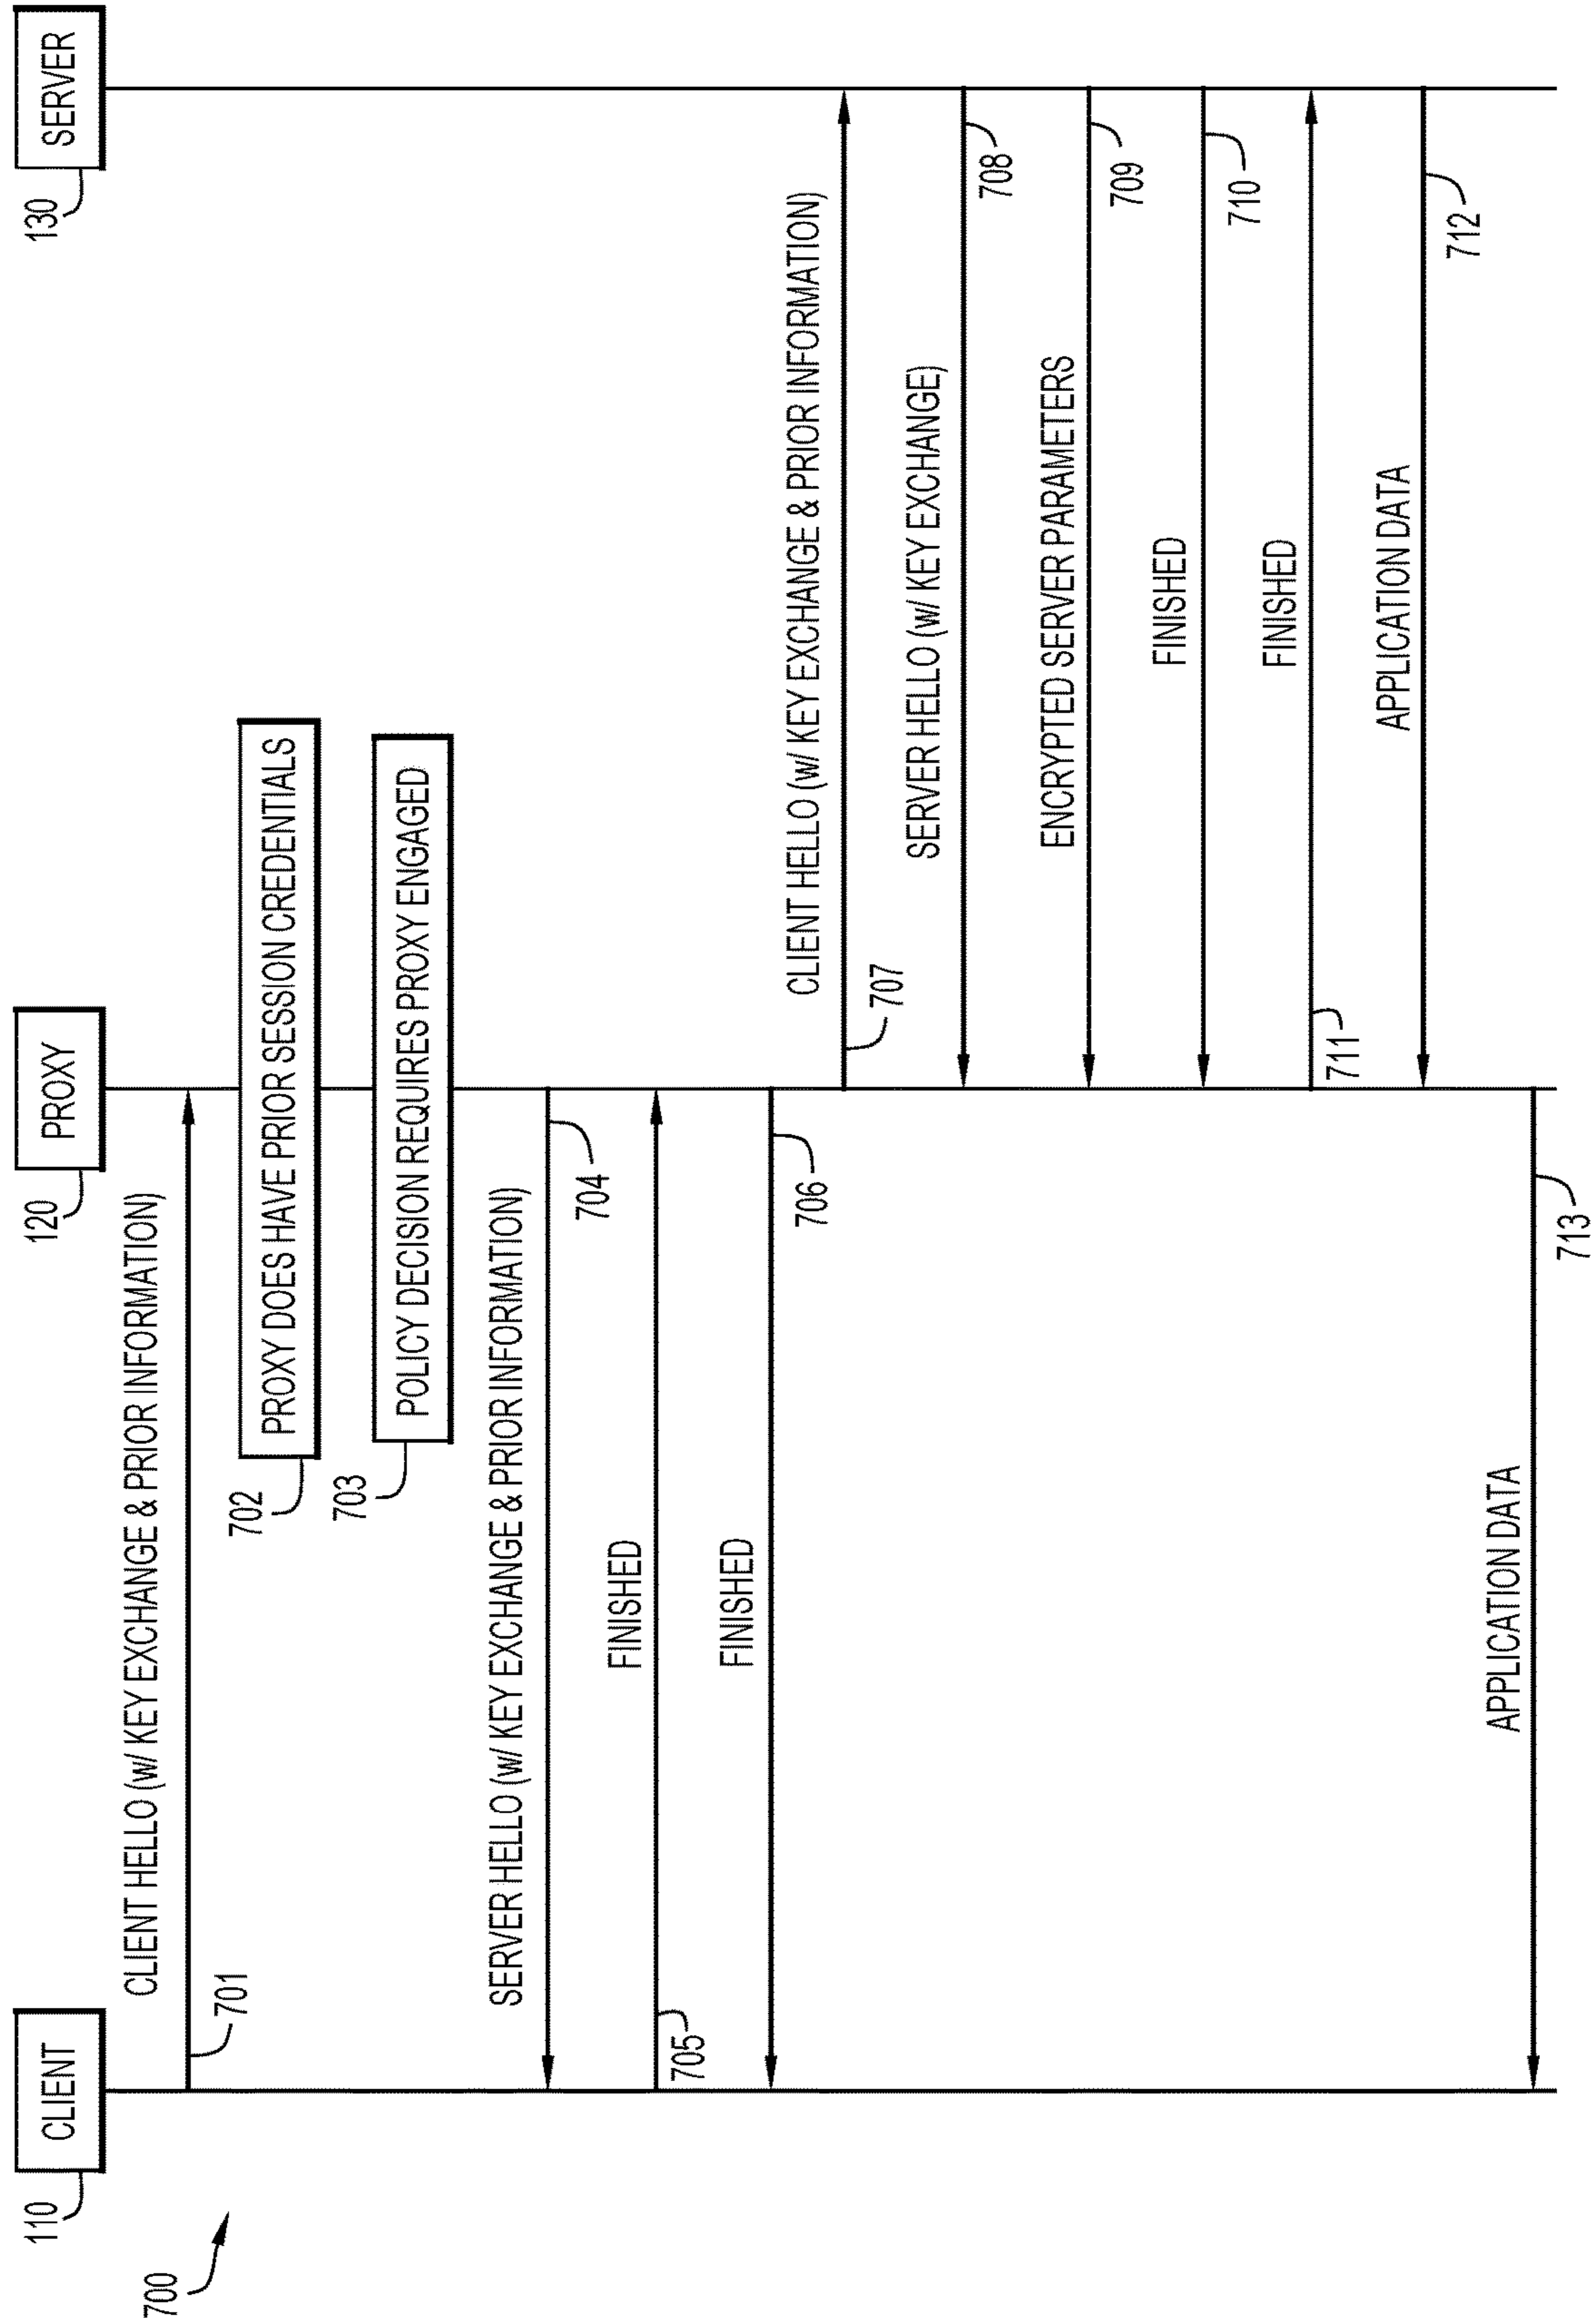 700
110
CLIENT
120
PROXY
130
SERVER
CLIENT HELLO (w/ KEY EXCHANGE & PRIOR INFORMATION)
701
PROXY DOES HAVE PRIOR SESSION CREDENTIALS
702
POLICY DECISION REQUIRES PROXY ENGAGED
703
SERVER HELLO (w/ KEY EXCHANGE & PRIOR INFORMATION)
704
FINISHED
705
FINISHED
706
CLIENT HELLO (w/ KEY EXCHANGE & PRIOR INFORMATION)
707
SERVER HELLO (w/ KEY EXCHANGE)
708
ENCRYPTED SERVER PARAMETERS
709
FINISHED
710
FINISHED
711
APPLICATION DATA
712
APPLICATION DATA
713